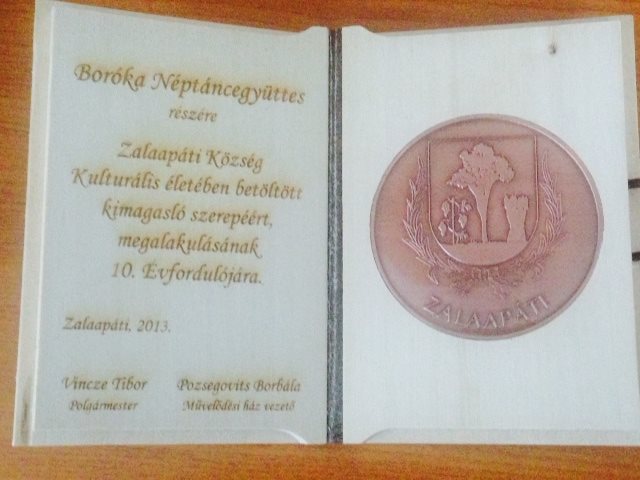 Boróka Néptáncegyüttes
részére
Zalaapáti Község
Kulturális életében betöltött
kimagasló szerepéért,
megalakulásának
10. Évfordulójára.
Zalaapáti, 2013.
Vincze Tibor
Polgármester
Pozsegovits Borbála
Művelődési ház vezető
ZALAAPÁTI